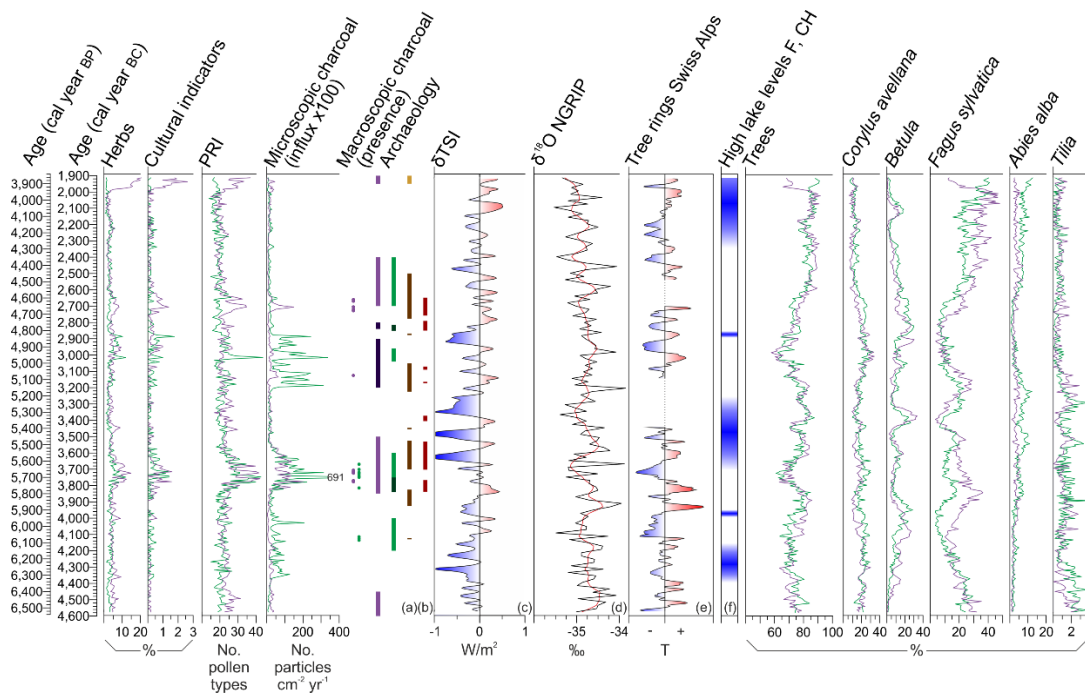 Age (cal year BP)
Age (cal year BC)
Herbs
Cultural indicators
PRI
Microscopic charcoal
(influx x100)
Macroscopic charcoal
(presence)
Archaeology
δTSI
δ¹⁸O NGRIP
Tree rings Swiss Alps
High lake levels F, CH
Trees
Corylus avellana
Betula
Fagus sylvatica
Abies alba
Tilia
3,900
4,000
4,100
4,200
4,300
4,400
4,500
4,600
4,700
4,800
4,900
5,000
5,100
5,200
5,300
5,400
5,500
5,600
5,700
5,800
5,900
6,000
6,100
6,200
6,300
6,400
6,500
1,900
2,000
2,100
2,200
2,300
2,400
2,500
2,600
2,700
2,800
2,900
3,000
3,100
3,200
3,300
3,400
3,500
3,600
3,700
3,800
3,900
4,000
4,100
4,200
4,300
4,400
4,500
4,600
691
(a) (b) (c) (d) (e) (f)
10 20 0 1 2 3 20 30 40 0 200 400 -1 0 1 -35 -34 - + 40 60 80 100 20 40 20 40 20 40 20 40 2
% No. No. W/m² ‰ T %
pollen particles
types cm⁻² yr⁻¹